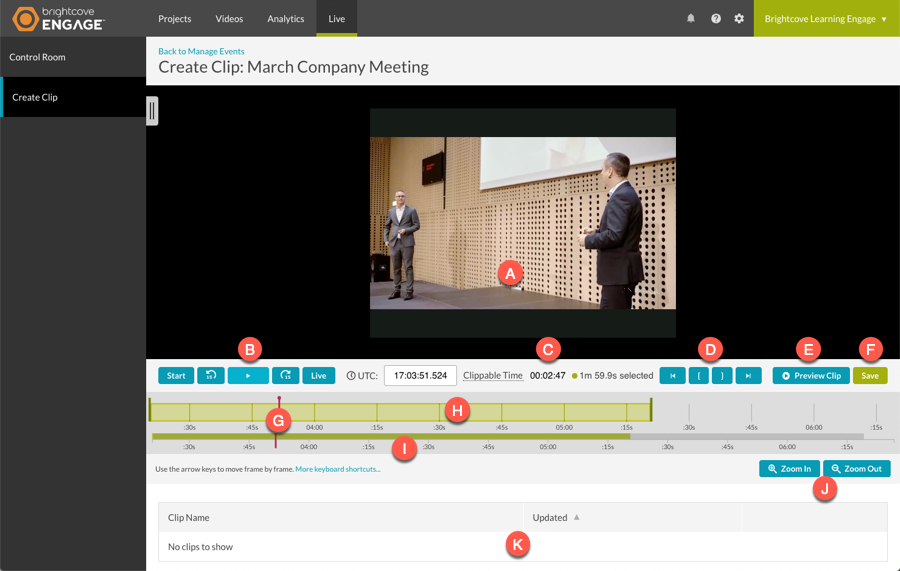 brightcove
ENGAGE
Projects Videos Analytics Live
Brightcove Learning Engage
Control Room
Create Clip
Back to Manage Events
Create Clip: March Company Meeting
A
B C D E F
Start Live UTC: 17:03:51.524 Clippable Time 00:02:47 1m 59.9s selected { } Preview Clip Save
G H
:30s :45s 04:00 :15s :30s :45s 05:00 :15s :30s :45s 06:00 :15s
:30s :45s 04:00 :15s :30s :45s 05:00 :15s :30s :45s 06:00 :15s
I
Use the arrow keys to move frame by frame. More keyboard shortcuts... Zoom In Zoom Out
J
Clip Name Updated
No clips to show
K